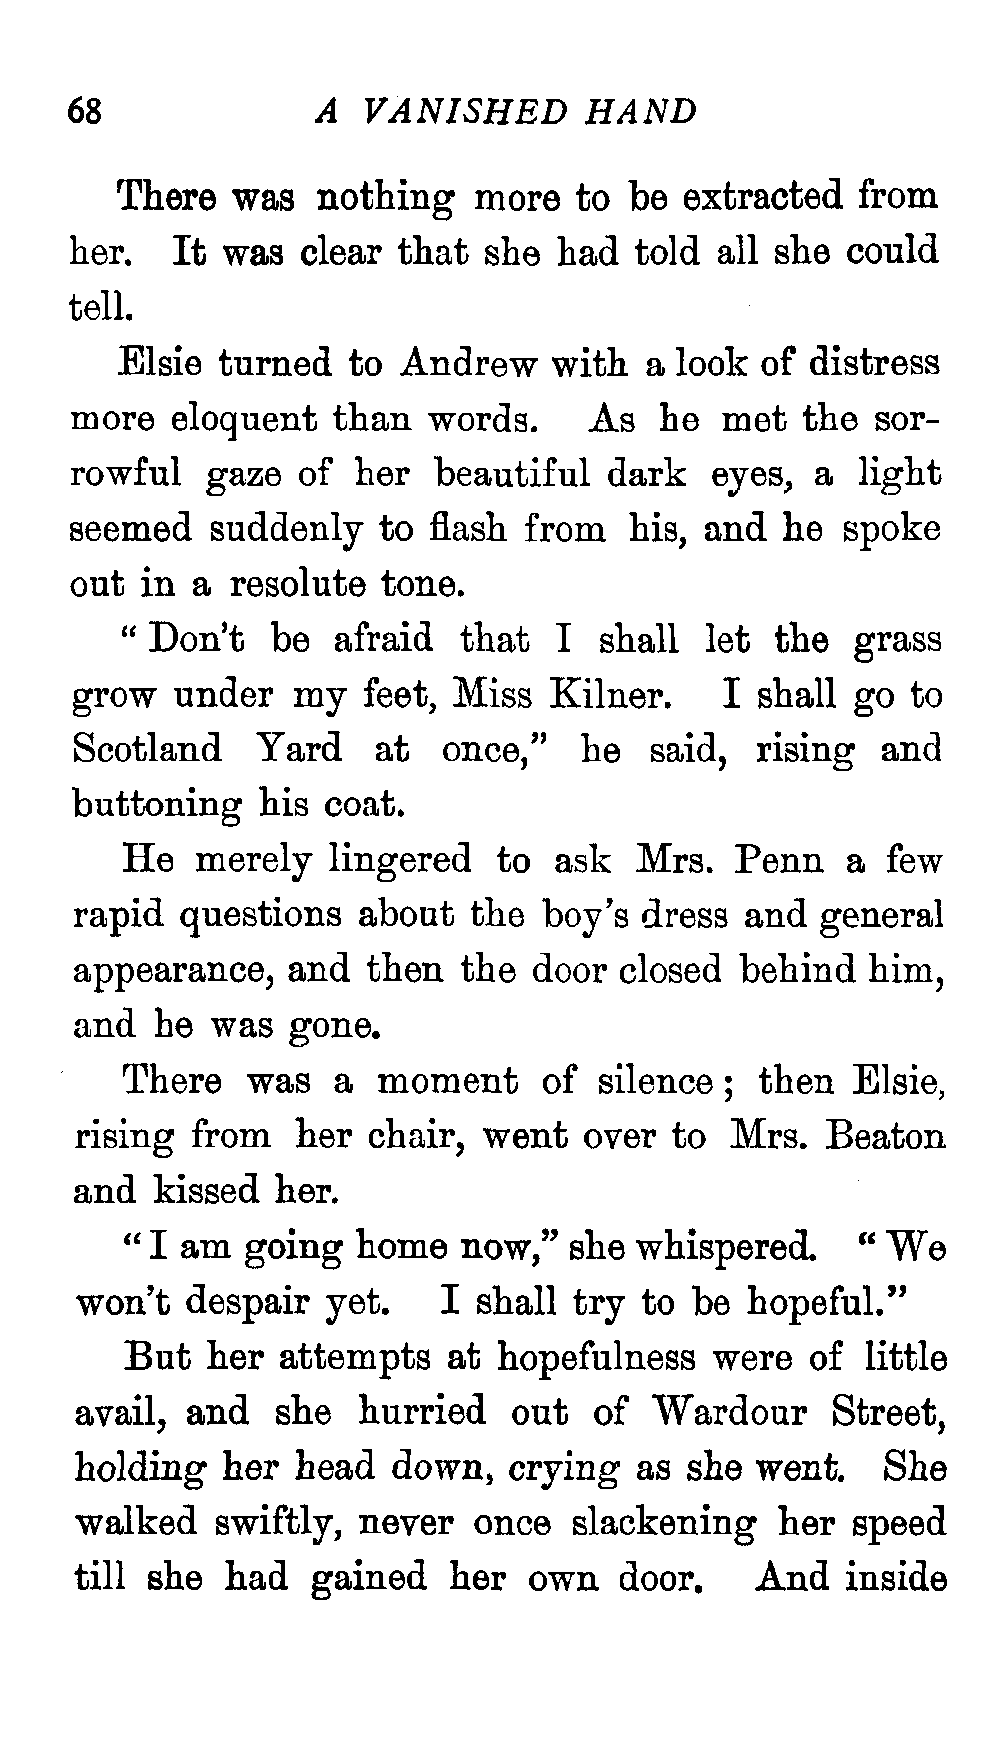 68 A VANISHED HAND
There was nothing more to be extracted from
her. It was clear that she had told all she could
tell.
Elsie turned to Andrew with a look of distress
more eloquent than words. As he met the sor-
rowful gaze of her beautiful dark eyes, a light
seemed suddenly to flash from his, and he spoke
out in a resolute tone.
“Don't be afraid that I shall let the grass
grow under my feet, Miss Kilner. I shall go to
Scotland Yard at once,” he said, rising and
buttoning his coat.
He merely lingered to ask Mrs. Penn a few
rapid questions about the boy's dress and general
appearance, and then the door closed behind him,
and he was gone.
There was a moment of silence; then Elsie,
rising from her chair, went over to Mrs. Beaton
and kissed her.
“I am going home now,” she whispered. “We
won't despair yet. I shall try to be hopeful.”
But her attempts at hopefulness were of little
avail, and she hurried out of Wardour Street,
holding her head down, crying as she went. She
walked swiftly, never once slackening her speed
till she had gained her own door. And inside